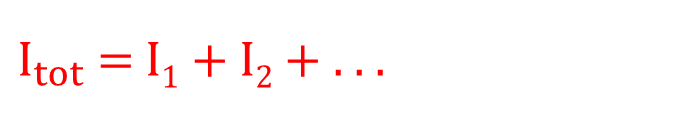 I_tot = I_1 + I_2 + ...